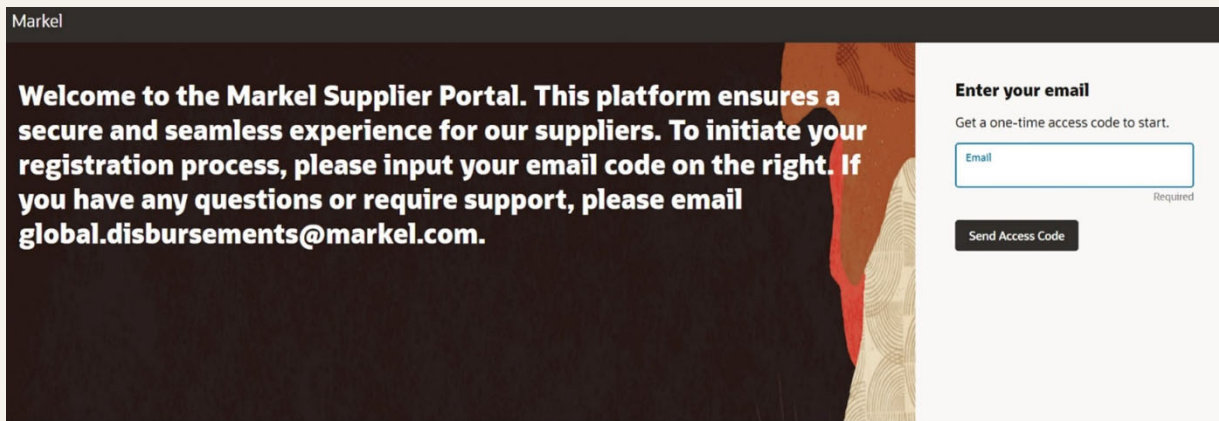 Markel
Welcome to the Markel Supplier Portal. This platform ensures a
secure and seamless experience for our suppliers. To initiate your
registration process, please input your email code on the right. If
you have any questions or require support, please email
global.disbursements@markel.com.
Enter your email
Get a one-time access code to start.
Email
Required
Send Access Code